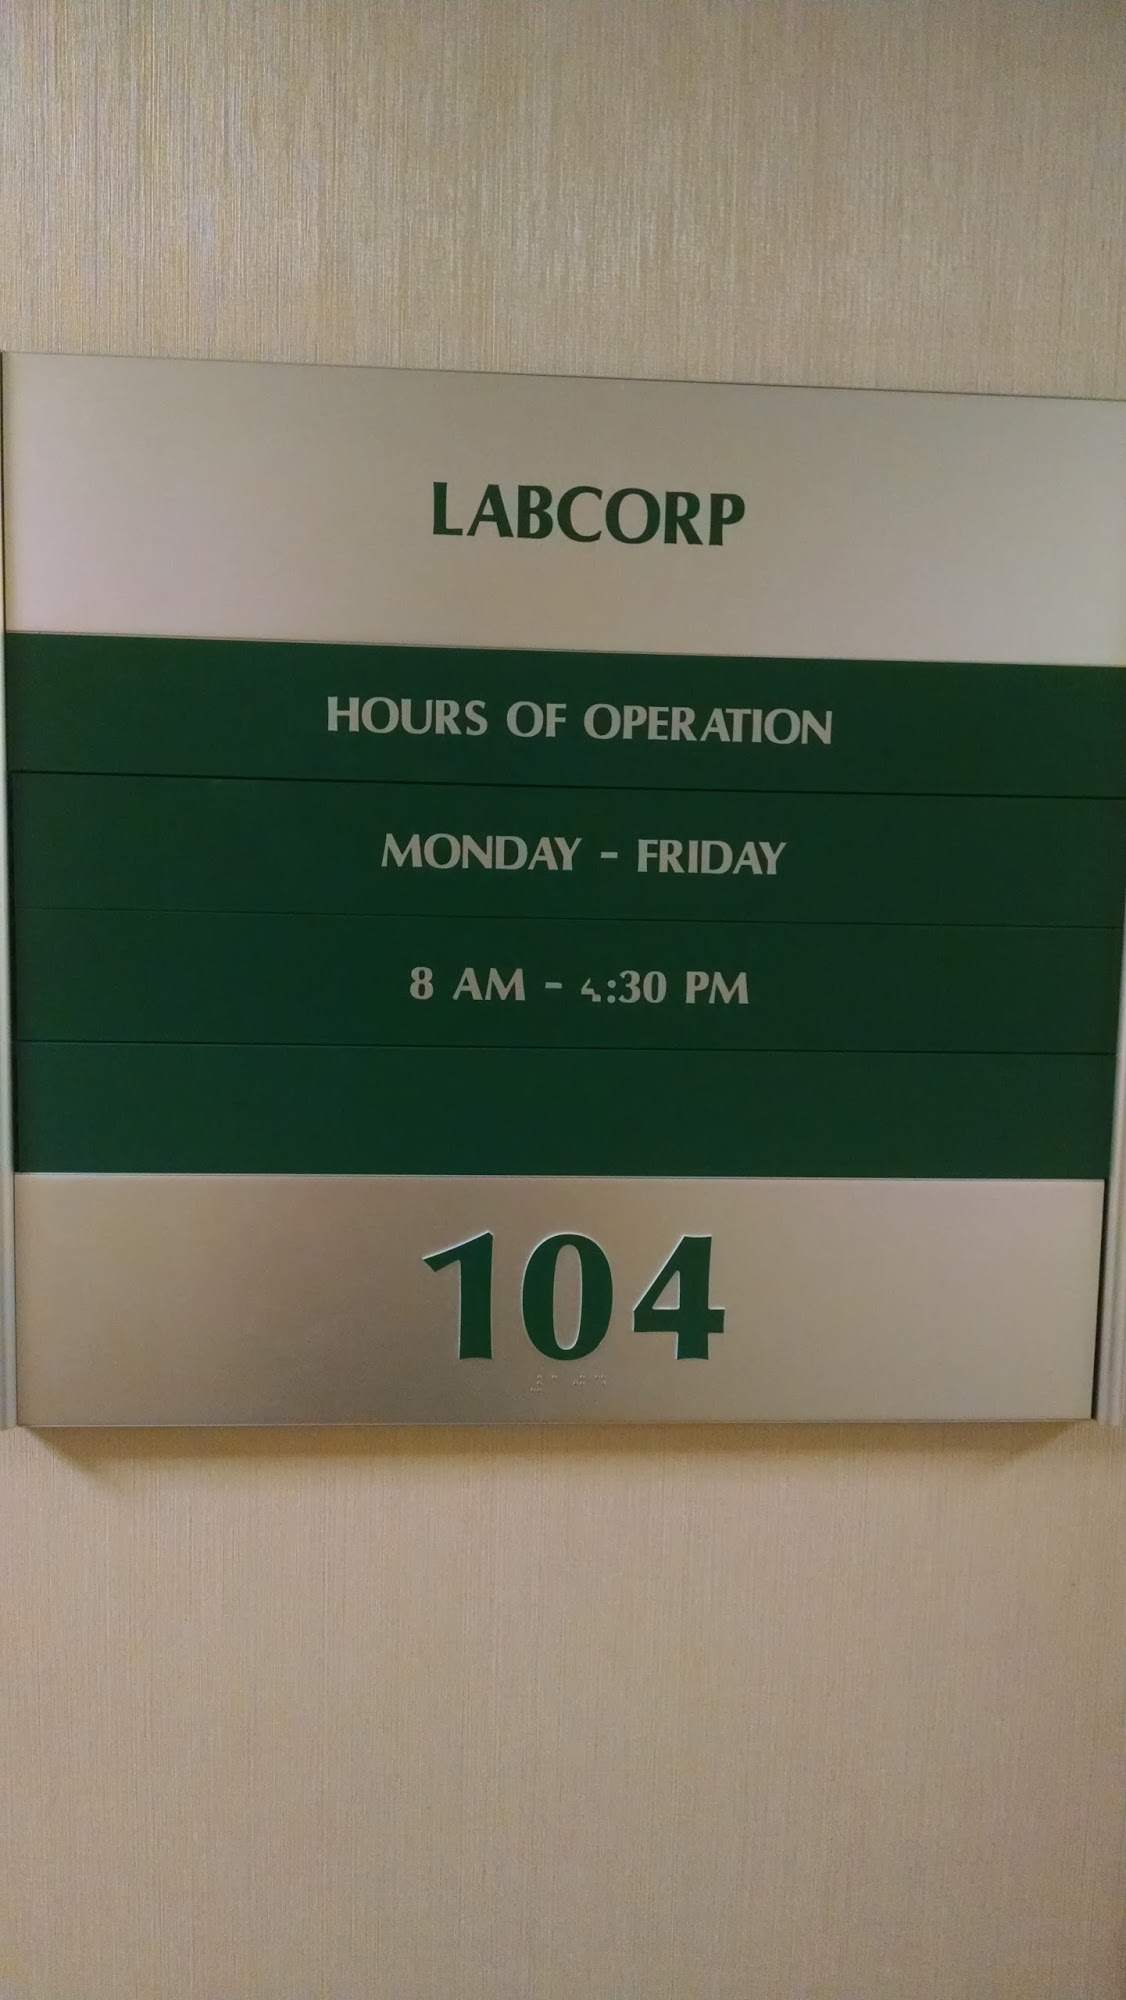 LABCORP
HOURS OF OPERATION
MONDAY - FRIDAY
8 AM - 4:30 PM
104